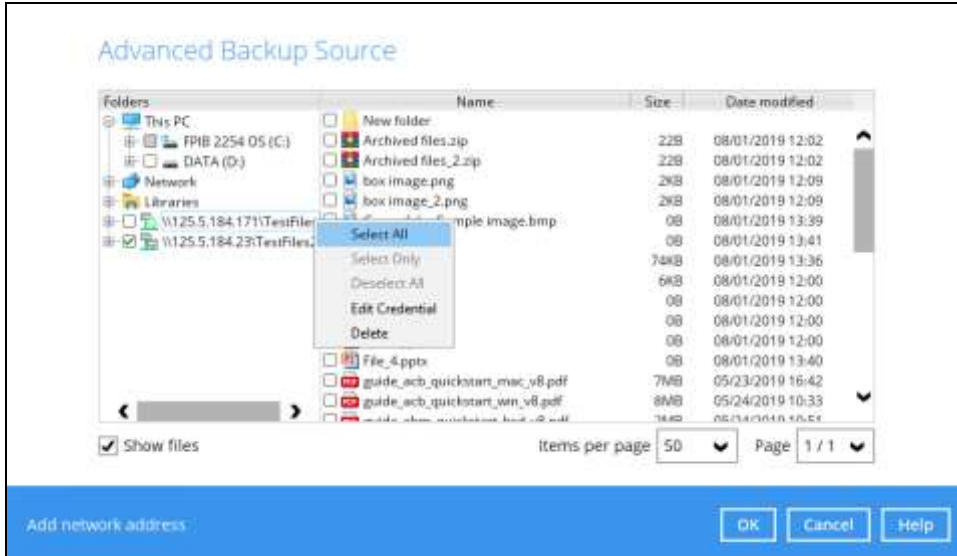 Advanced Backup Source
Folders Name Size Date modified
This PC New folder
FPIB 2254 OS (C:) Archived files.zip 22B 08/01/2019 12:02
DATA (D:) Archived files_2.zip 22B 08/01/2019 12:02
Network box image.png 2KB 08/01/2019 12:09
Libraries box image_2.png 2KB 08/01/2019 12:09
\\125.5.184.171\TestFiles image.bmp 0B 08/01/2019 13:39
\\125.5.184.23\TestFiles Select All 0B 08/01/2019 13:41
Select Only 74KB 08/01/2019 13:36
Deselect All 6KB 08/01/2019 12:00
Edit Credential 0B 08/01/2019 12:00
0B 08/01/2019 12:00
Delete 0B 08/01/2019 12:00
File_4.pptx 0B 08/01/2019 13:40
guide_acb_quickstart_mac_v8.pdf 7MB 05/23/2019 16:42
guide_acb_quickstart_win_v8.pdf 8MB 05/24/2019 10:33
Show files Items per page 50 Page 1 / 1
Add network address OK Cancel Help